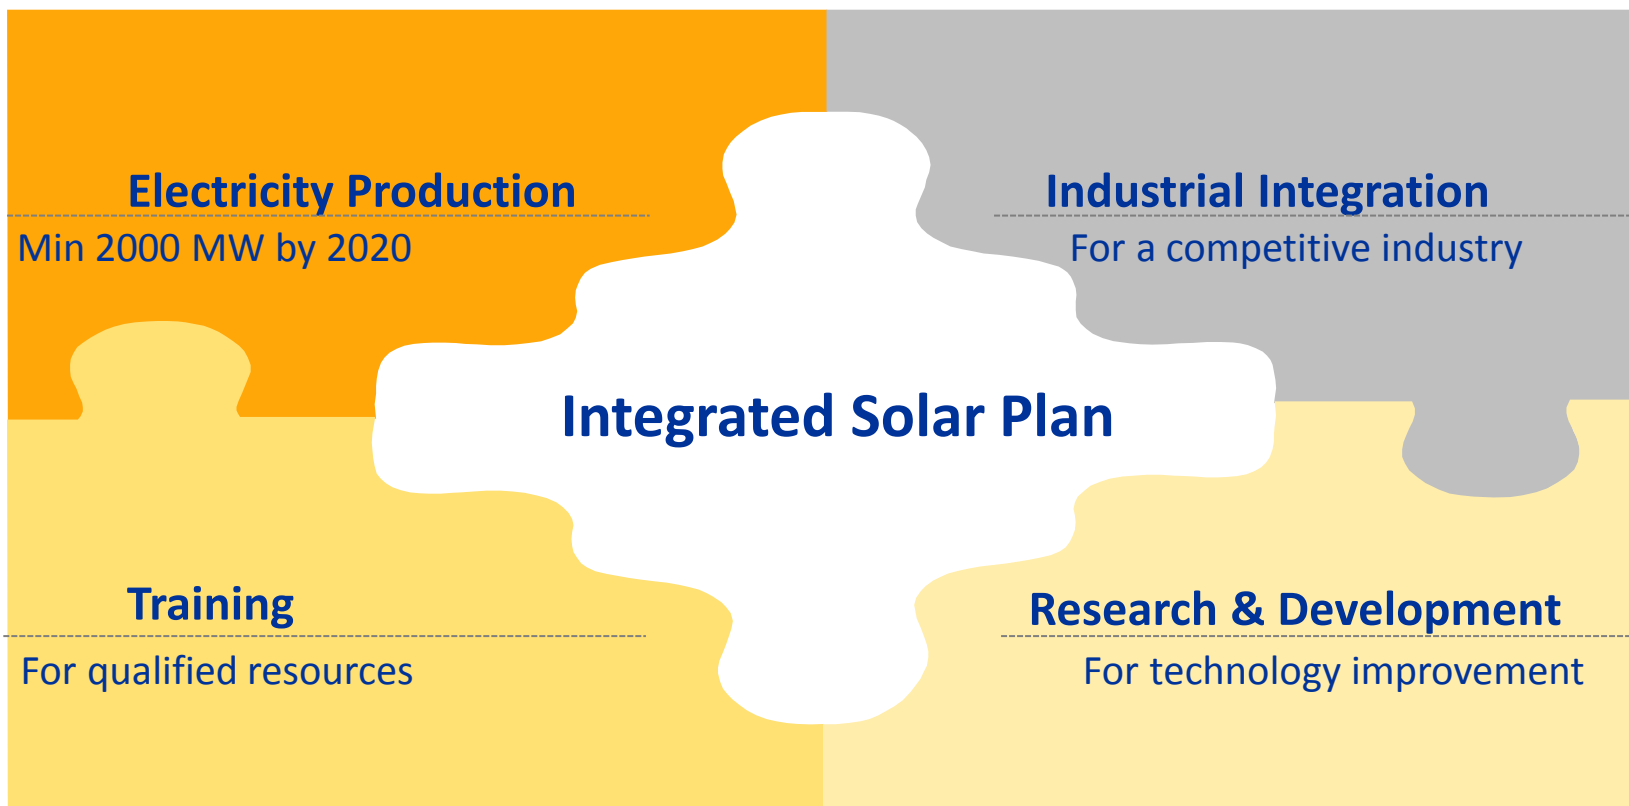 Electricity Production
Min 2000 MW by 2020
Industrial Integration
For a competitive industry
Integrated Solar Plan
Training
For qualified resources
Research & Development
For technology improvement